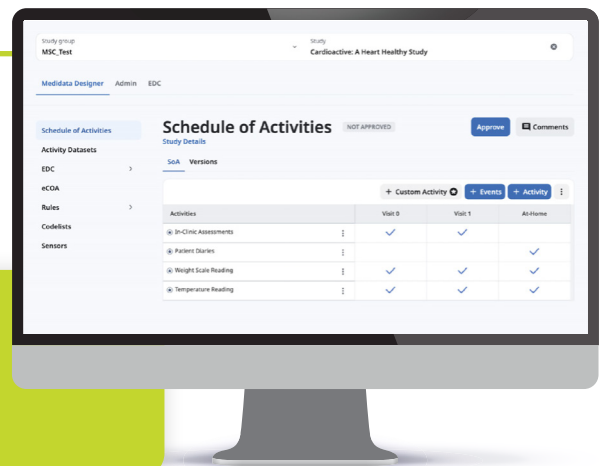 Study group
MSC_Test
Study
Cardioactive: A Heart Healthy Study
Medidata Designer Admin EDC
Schedule of Activities
Activity Datasets
EDC
eCOA
Rules
Codelists
Sensors
Schedule of Activities NOT APPROVED
Approve Comments
Study Details
SoA Versions
+ Custom Activity + Events + Activity
Activities Visit 0 Visit 1 At-Home
In-Clinic Assessments
Patient Diaries
Weight Scale Reading
Temperature Reading